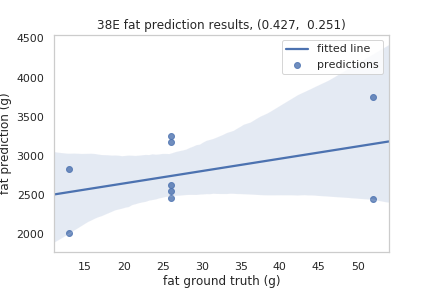 38E fat prediction results, (0.427,  0.251)
fitted line
predictions
fat prediction (g)
4500
4000
3500
3000
2500
2000
15 20 25 30 35 40 45 50
fat ground truth (g)